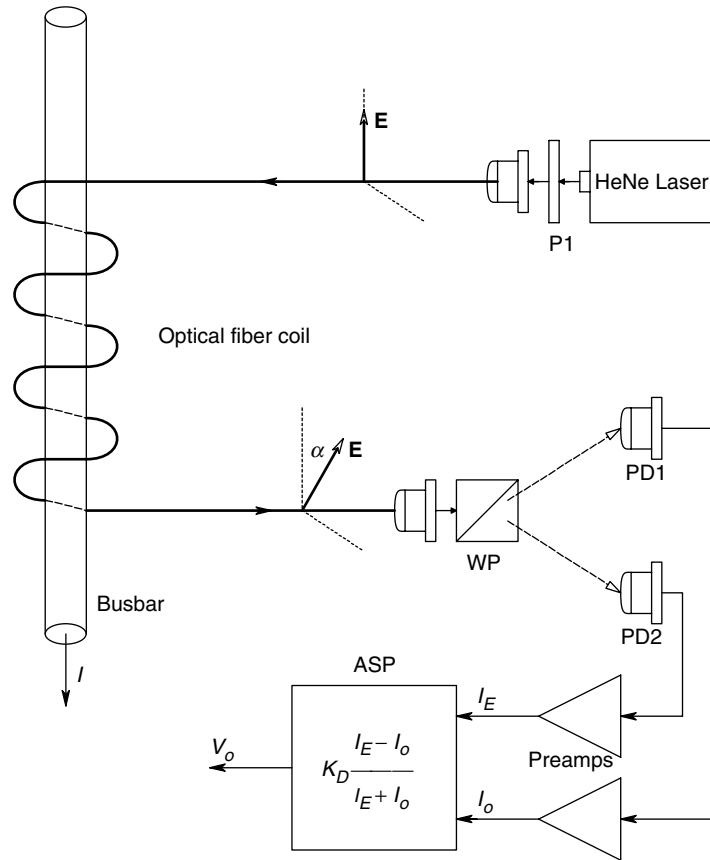 E
HeNe Laser
P1
Optical fiber coil
α
E
PD1
WP
Busbar
PD2
I
ASP
I_E
V_o
K_D (I_E – I_o) / (I_E + I_o)
Preamps
I_o